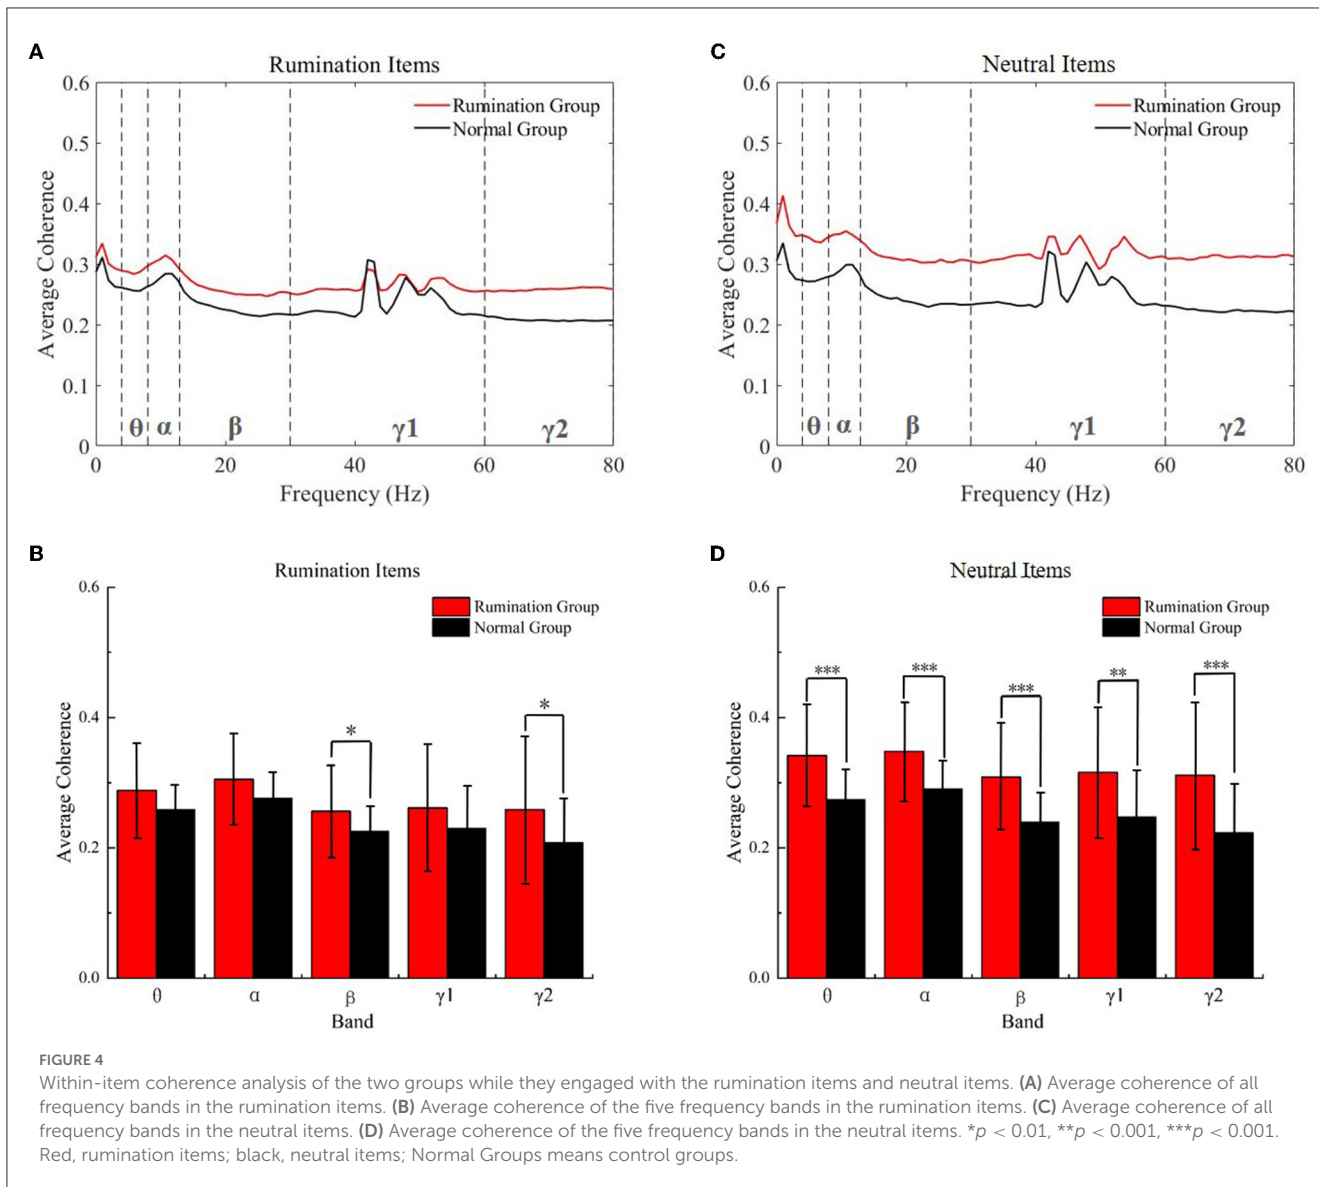 A
Rumination Items
0.6
0.5
0.4
0.3
0.2
0.1
0
Average Coherence
Rumination Group
Normal Group
θ α β γ1 γ2
0 20 40 60 80
Frequency (Hz)
C
Neutral Items
0.6
0.5
0.4
0.3
0.2
0.1
0
Average Coherence
Rumination Group
Normal Group
θ α β γ1 γ2
0 20 40 60 80
Frequency (Hz)
B
Rumination Items
0.6
0.4
0.2
0.0
Average Coherence
Rumination Group
Normal Group
* *
θ α β γ1 γ2
Band
D
Neutral Items
0.6
0.4
0.2
0.0
Average Coherence
Rumination Group
Normal Group
*** *** *** ** ***
θ α β γ1 γ2
Band
FIGURE 4
Within-item coherence analysis of the two groups while they engaged with the rumination items and neutral items. (A) Average coherence of all
frequency bands in the rumination items. (B) Average coherence of the five frequency bands in the rumination items. (C) Average coherence of all
frequency bands in the neutral items. (D) Average coherence of the five frequency bands in the neutral items. *p < 0.01, **p < 0.001, ***p < 0.001.
Red, rumination items; black, neutral items; Normal Groups means control groups.